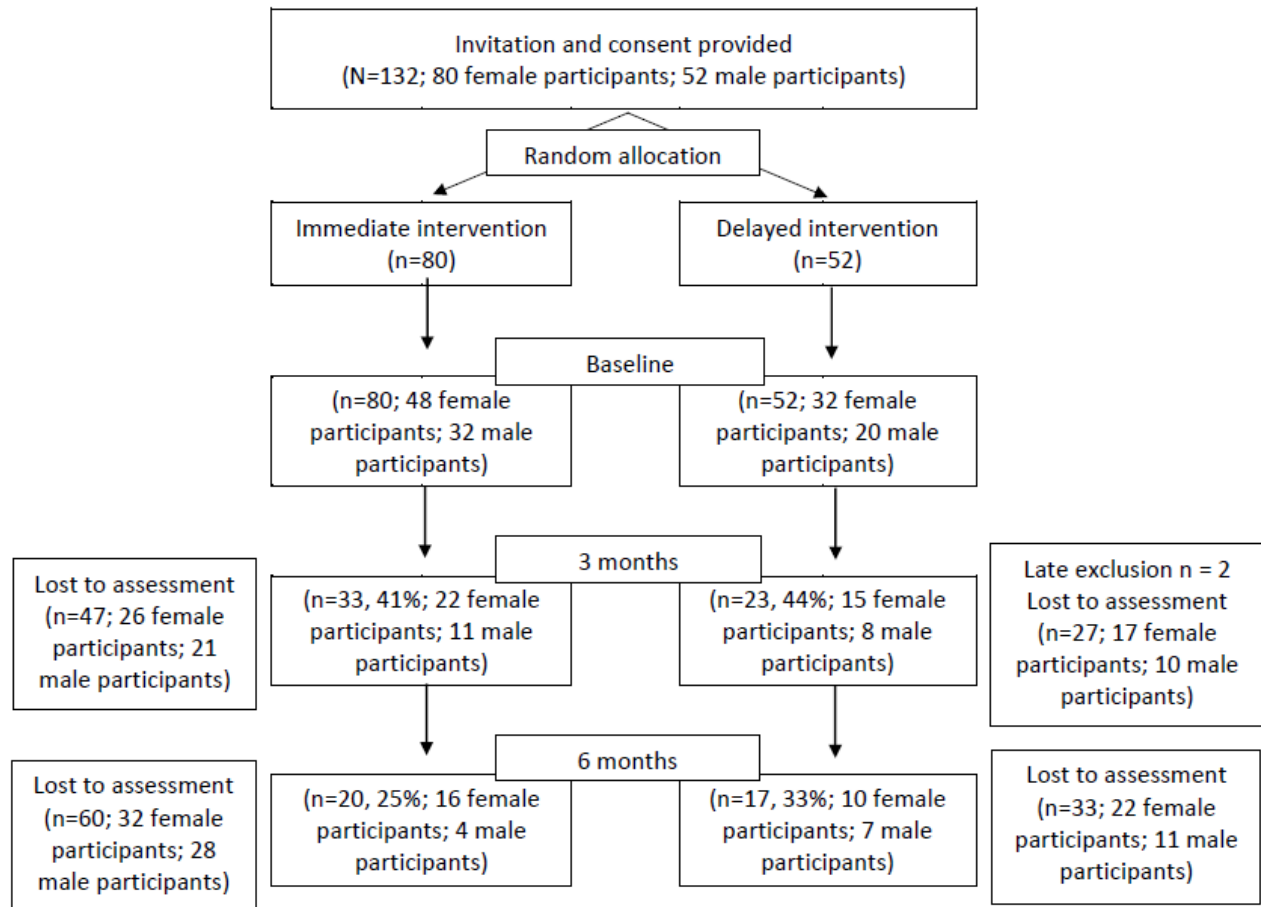 Invitation and consent provided
(N=132; 80 female participants; 52 male participants)
Random allocation
Immediate intervention
(n=80)
Delayed intervention
(n=52)
Baseline
(n=80; 48 female
participants; 32 male
participants)
(n=52; 32 female
participants; 20 male
participants)
3 months
Lost to assessment
(n=47; 26 female
participants; 21
male participants)
(n=33, 41%; 22 female
participants; 11 male
participants)
(n=23, 44%; 15 female
participants; 8 male
participants)
Late exclusion n = 2
Lost to assessment
(n=27; 17 female
participants; 10 male
participants)
6 months
Lost to assessment
(n=60; 32 female
participants; 28
male participants)
(n=20, 25%; 16 female
participants; 4 male
participants)
(n=17, 33%; 10 female
participants; 7 male
participants)
Lost to assessment
(n=33; 22 female
participants; 11 male
participants)